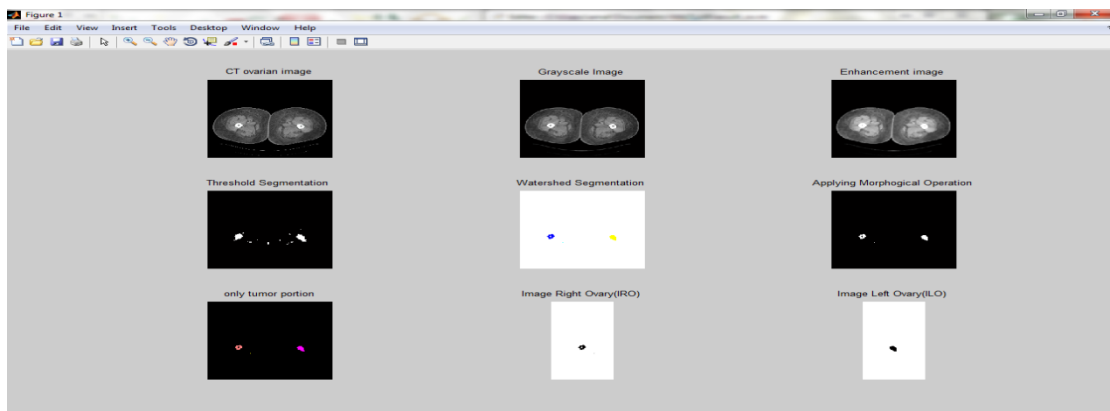 Figure 1
File Edit View Insert Tools Desktop Window Help
CT ovarian image
Grayscale Image
Enhancement image
Threshold Segmentation
Watershed Segmentation
Applying Morphogical Operation
only tumor portion
Image Right Ovary(IRO)
Image Left Ovary(ILO)